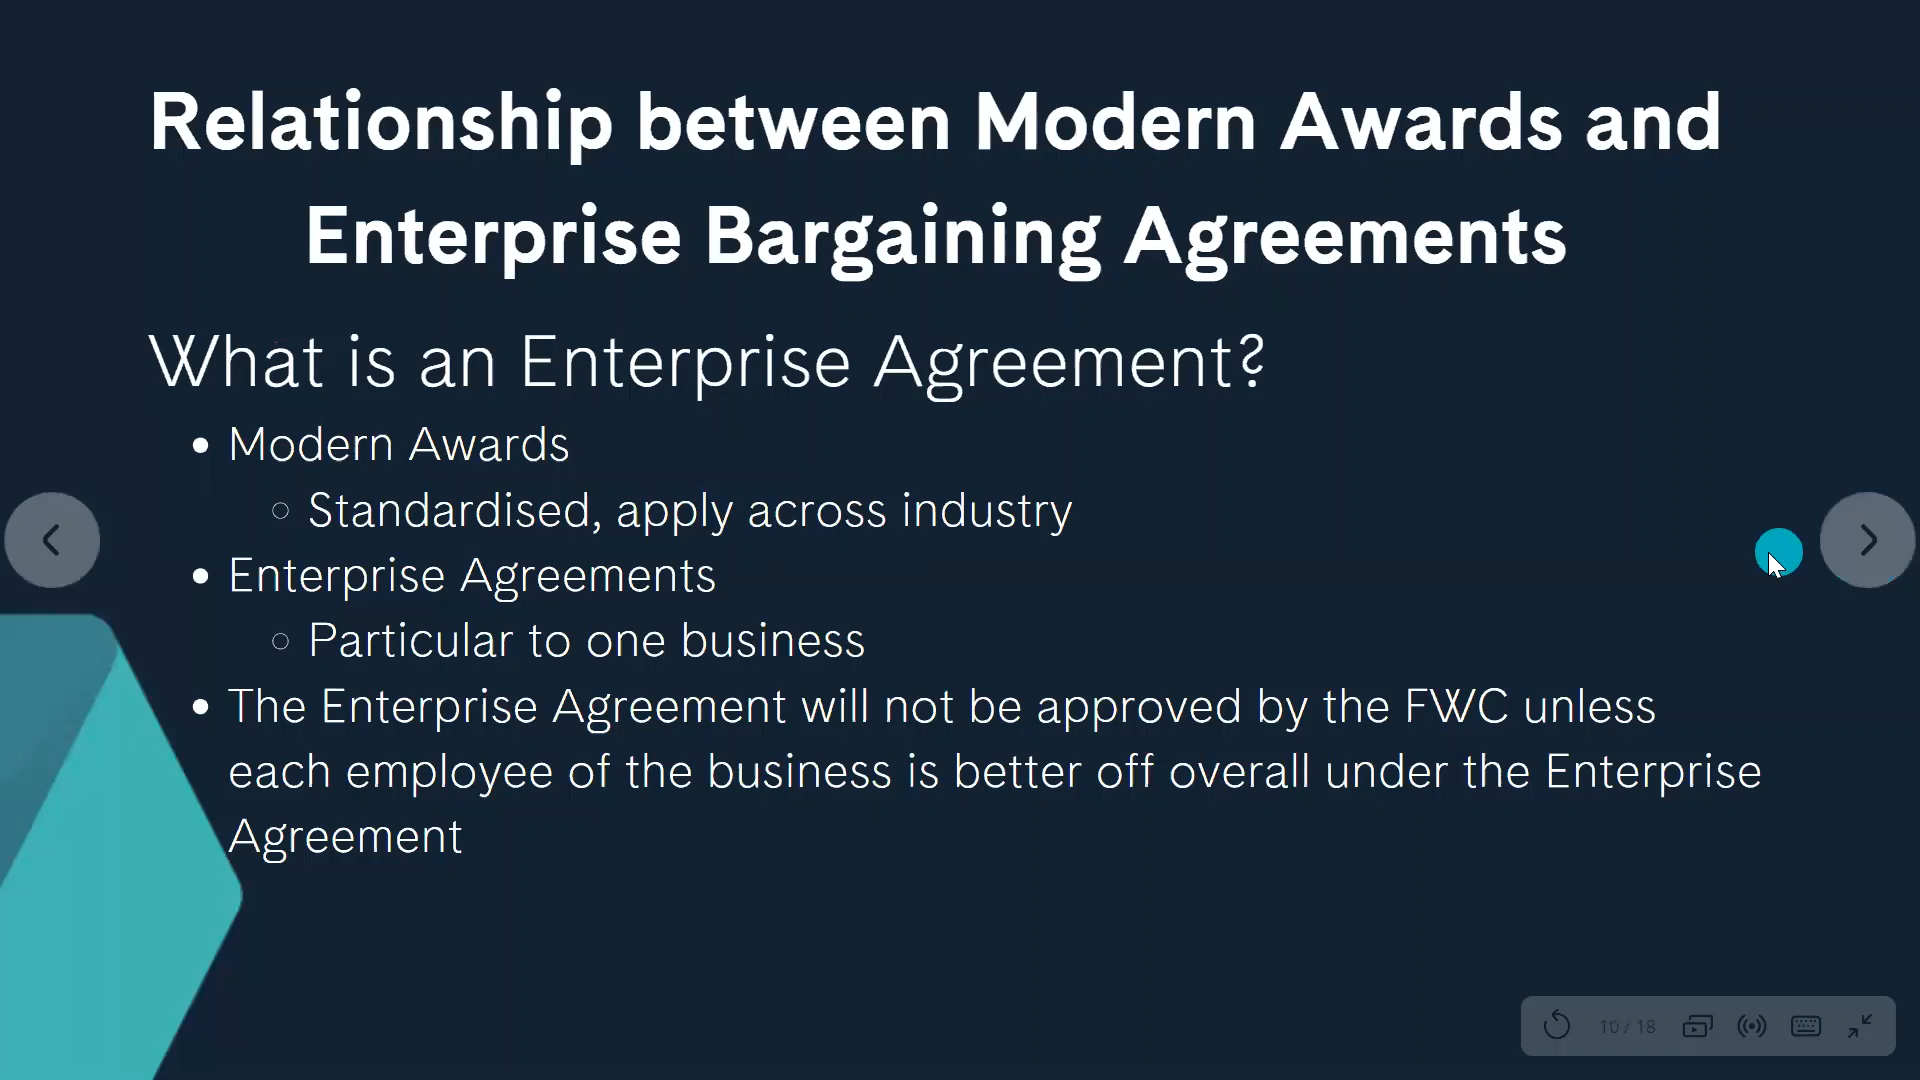 Relationship between Modern Awards and
Enterprise Bargaining Agreements
What is an Enterprise Agreement?
• Modern Awards
○ Standardised, apply across industry
• Enterprise Agreements
○ Particular to one business
• The Enterprise Agreement will not be approved by the FWC unless
each employee of the business is better off overall under the Enterprise
Agreement
10 / 18